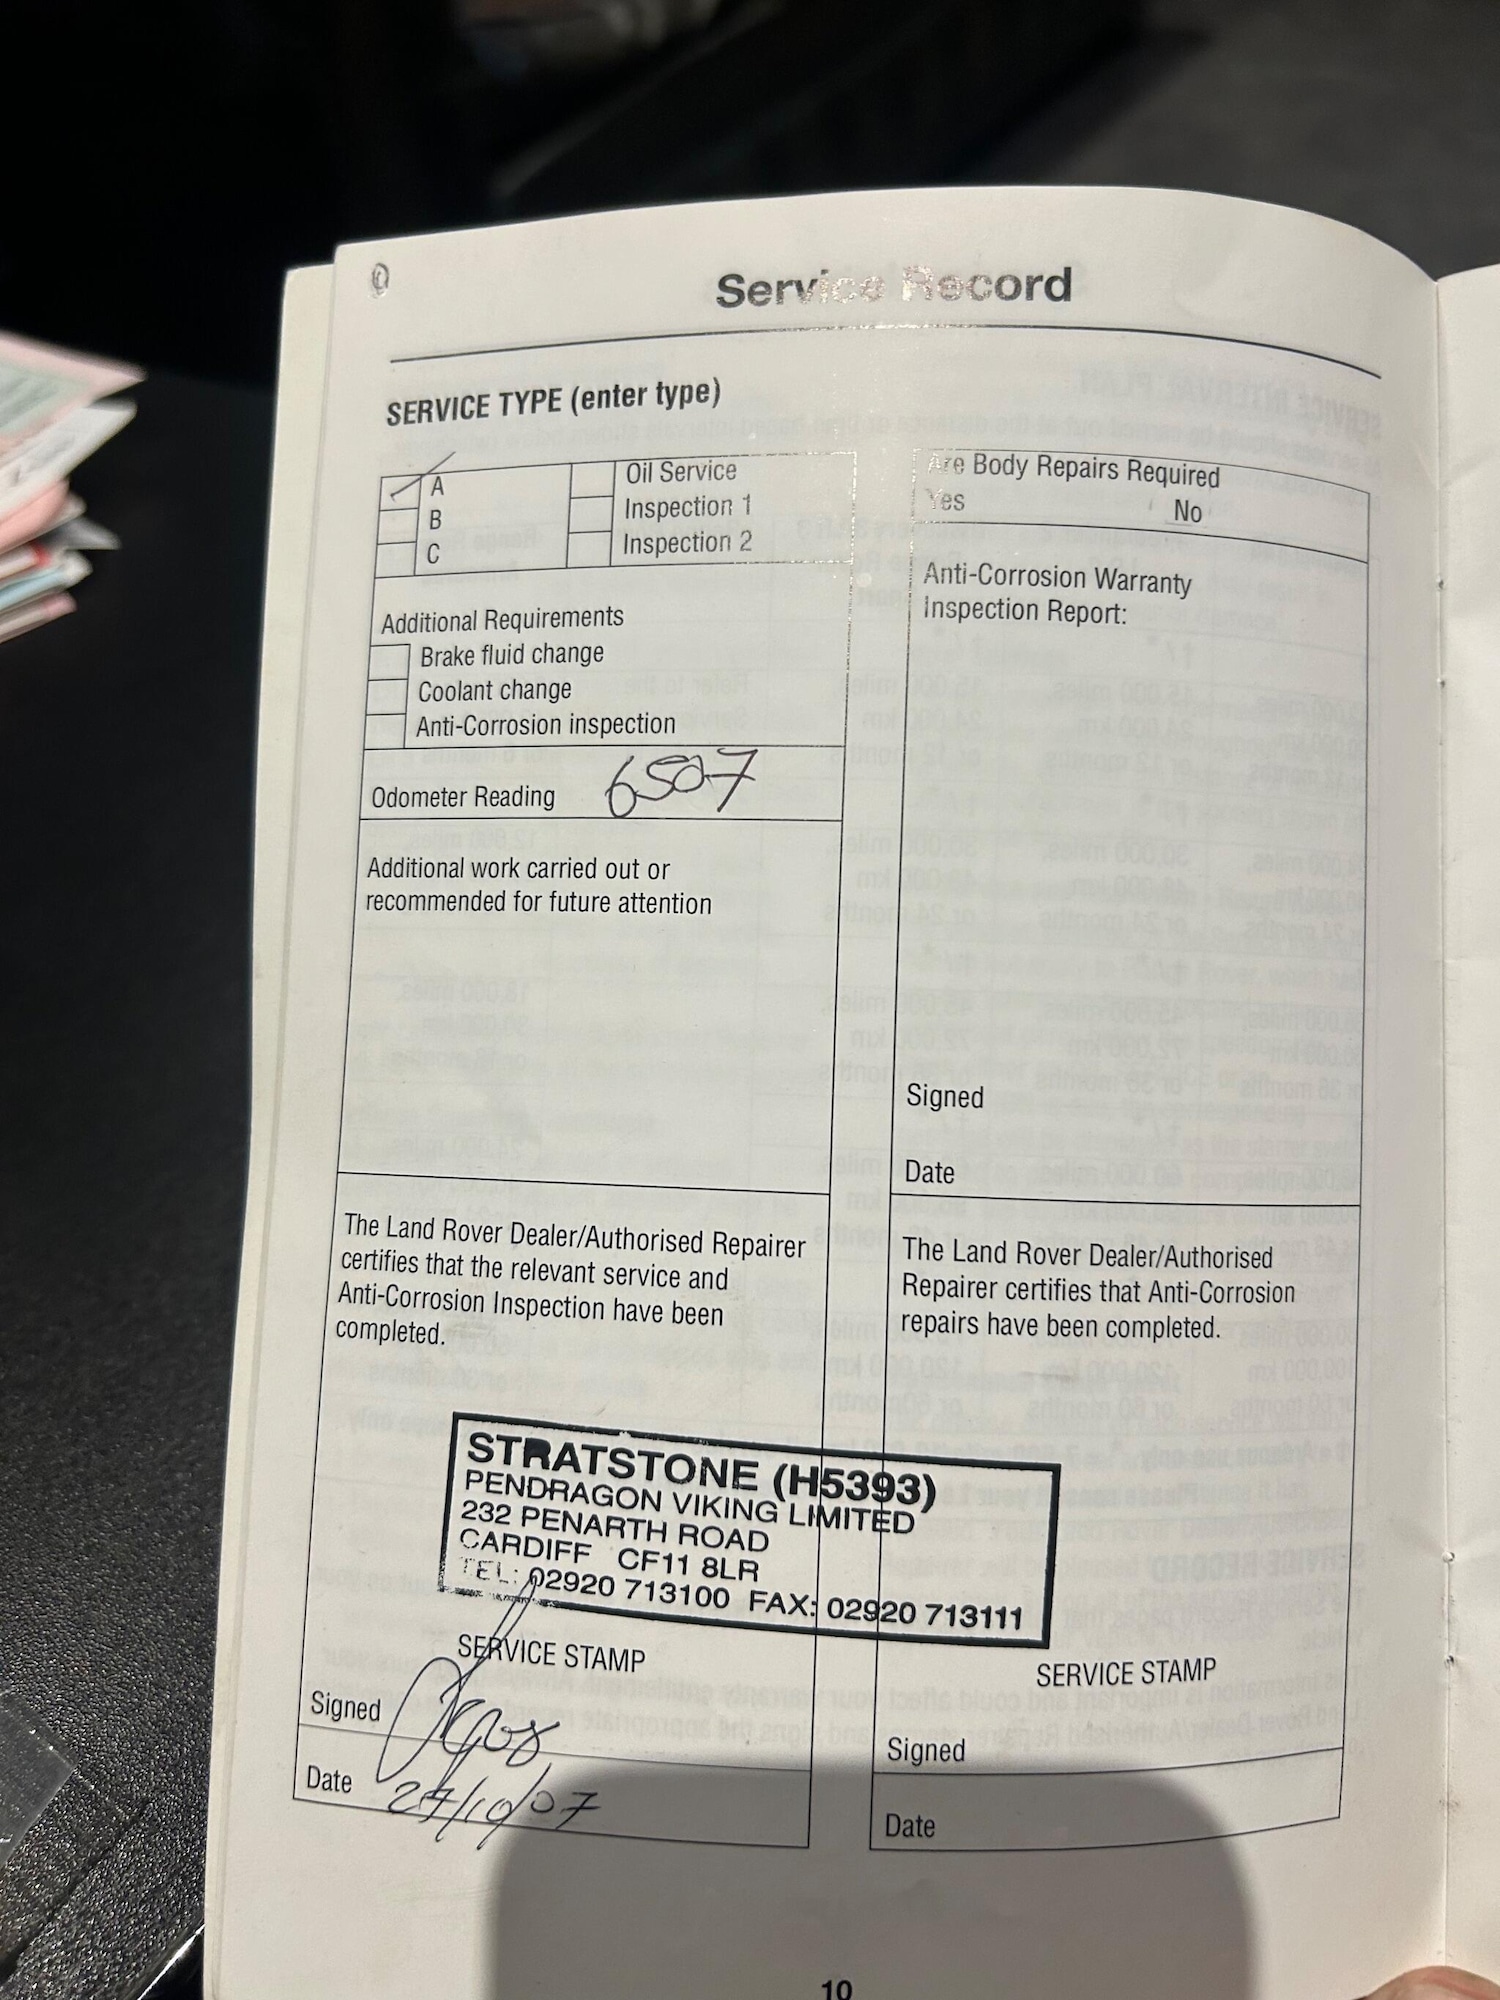 Service Record
SERVICE TYPE (enter type)
A
B
C
Oil Service
Inspection 1
Inspection 2
Additional Requirements
Brake fluid change
Coolant change
Anti-Corrosion inspection
Odometer Reading 6507
Additional work carried out or
recommended for future attention
The Land Rover Dealer/Authorised Repairer
certifies that the relevant service and
Anti-Corrosion Inspection have been
completed.
Are Body Repairs Required
Yes No
Anti-Corrosion Warranty
Inspection Report:
Signed
Date
The Land Rover Dealer/Authorised
Repairer certifies that Anti-Corrosion
repairs have been completed.
STRATSTONE (H5393)
PENDRAGON VIKING LIMITED
232 PENARTH ROAD
CARDIFF CF11 8LR
TEL: 02920 713100 FAX: 02920 713111
SERVICE STAMP
Signed
Date 27/10/07
SERVICE STAMP
Signed
Date
10